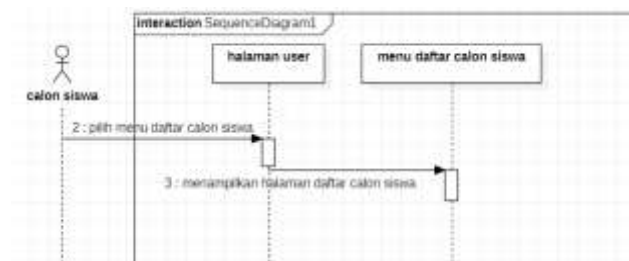 interaction SequenceDiagram1
halaman user
menu daftar calon siswa
calon siswa
2 : pilih menu daftar calon siswa
3 : menampilkan halaman daftar calon siswa